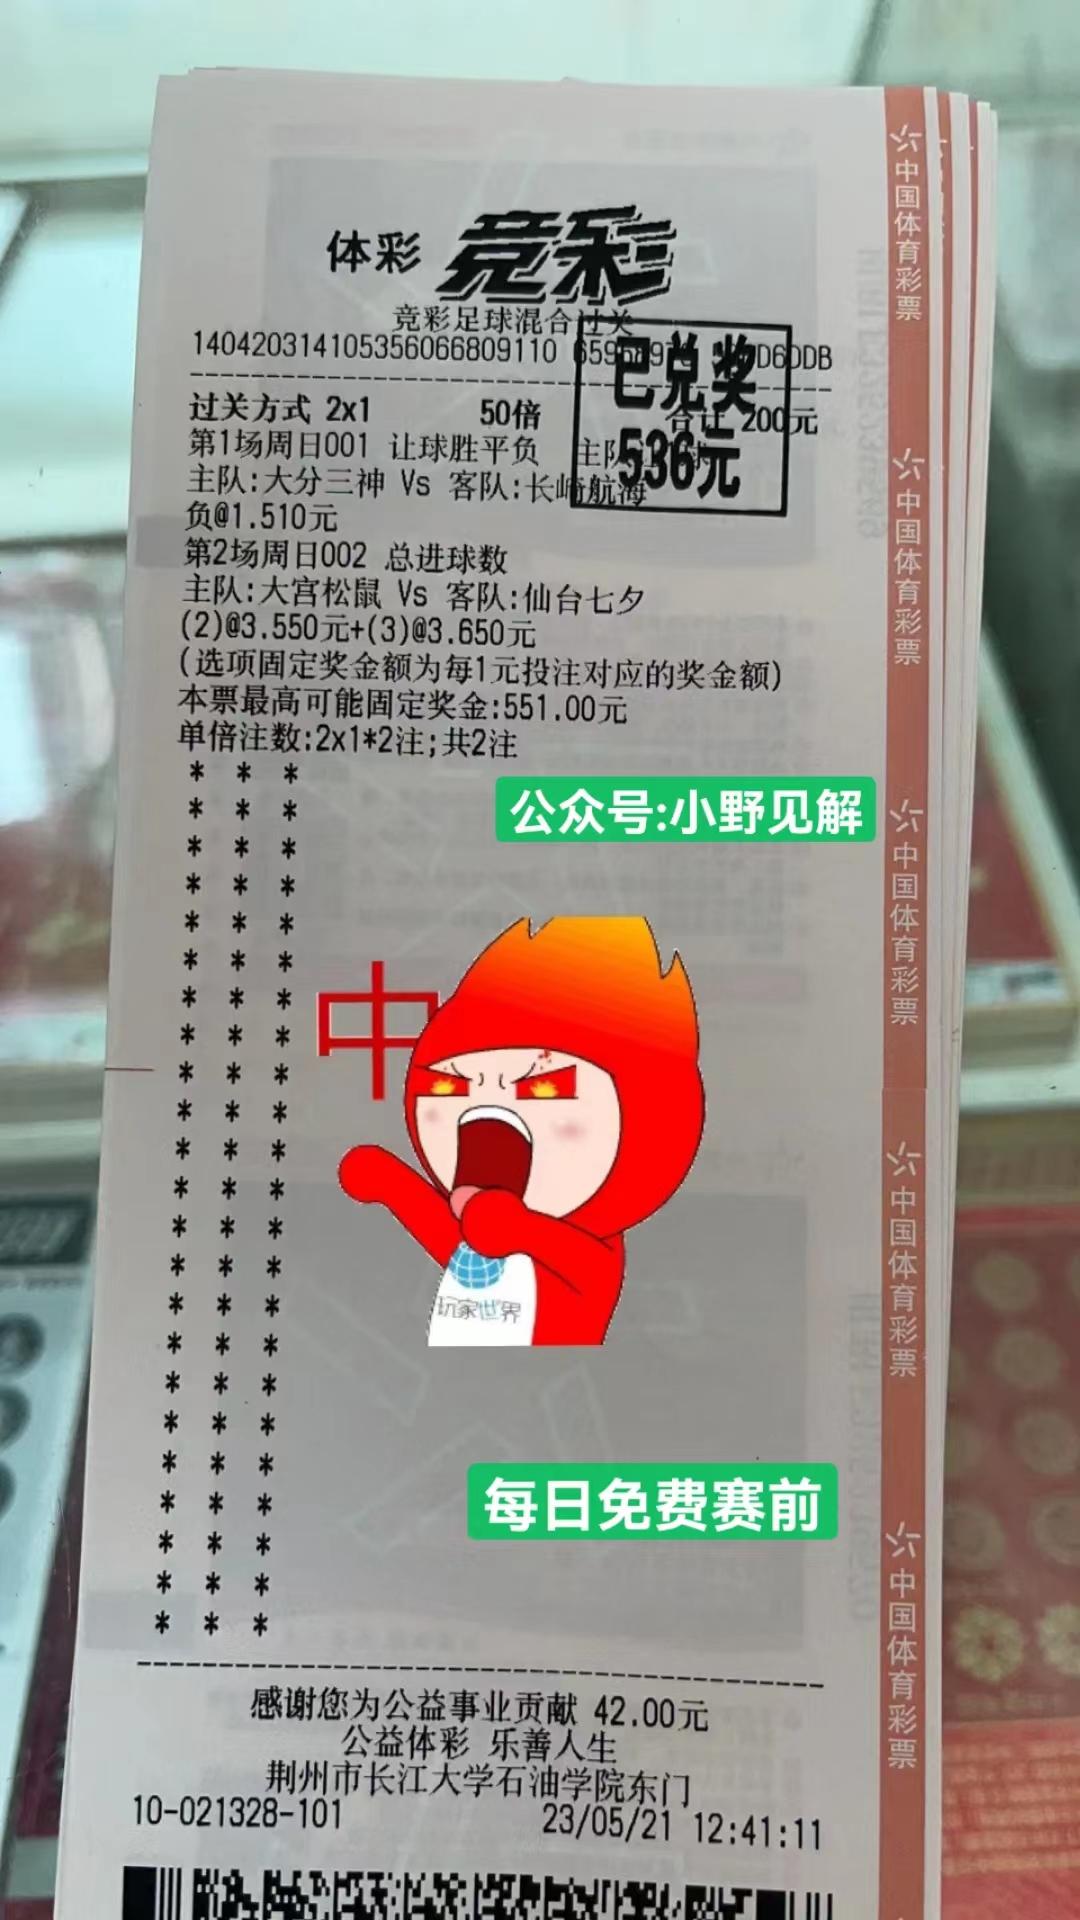 体彩 竞彩
竞彩足球混合过关
140420314105356066809110 D60DB
已兑奖
536元
过关方式 2x1 50倍 合计 200元
第1场周日001 让球胜平负 主队
主队:大分三神 Vs 客队:长崎航海
负@1.510元
第2场周日002 总进球数
主队:大宫松鼠 Vs 客队:仙台七夕
(2)@3.550元+(3)@3.650元
(选项固定奖金额为每1元投注对应的奖金额)
本票最高可能固定奖金:551.00元
单倍注数:2x1*2注;共2注
公众号:小野见解
中
玩家世界
每日免费赛前
感谢您为公益事业贡献 42.00元
公益体彩 乐善人生
荆州市长江大学石油学院东门
10-021328-101 23/05/21 12:41:11
中国体育彩票
中国体育彩票
中国体育彩票
中国体育彩票
中国体育彩票